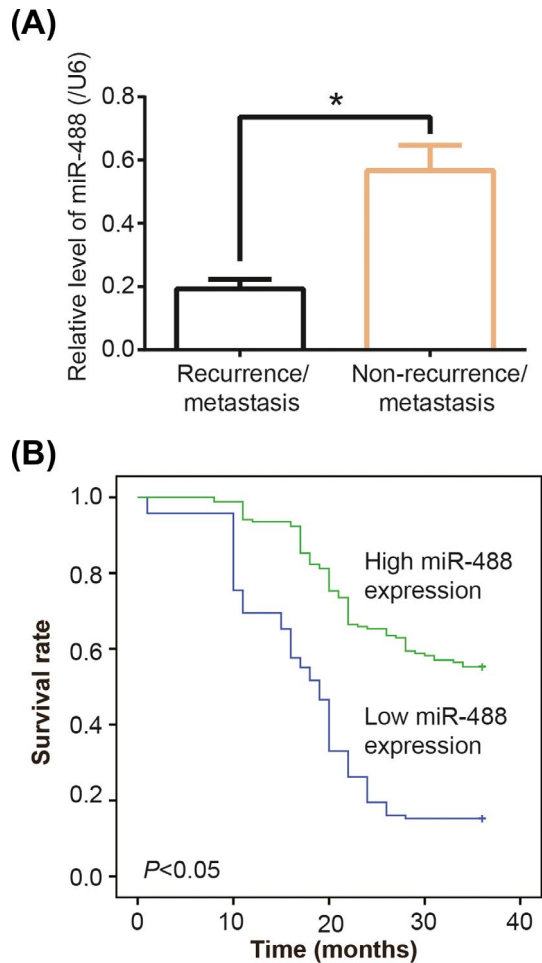 (A)
Relative level of miR-488 (/U6)
0.8
0.6
0.4
0.2
0.0
*
Recurrence/
metastasis
Non-recurrence/
metastasis
(B)
Survival rate
1.0
0.8
0.6
0.4
0.2
0.0
High miR-488
expression
Low miR-488
expression
P<0.05
0 10 20 30 40
Time (months)